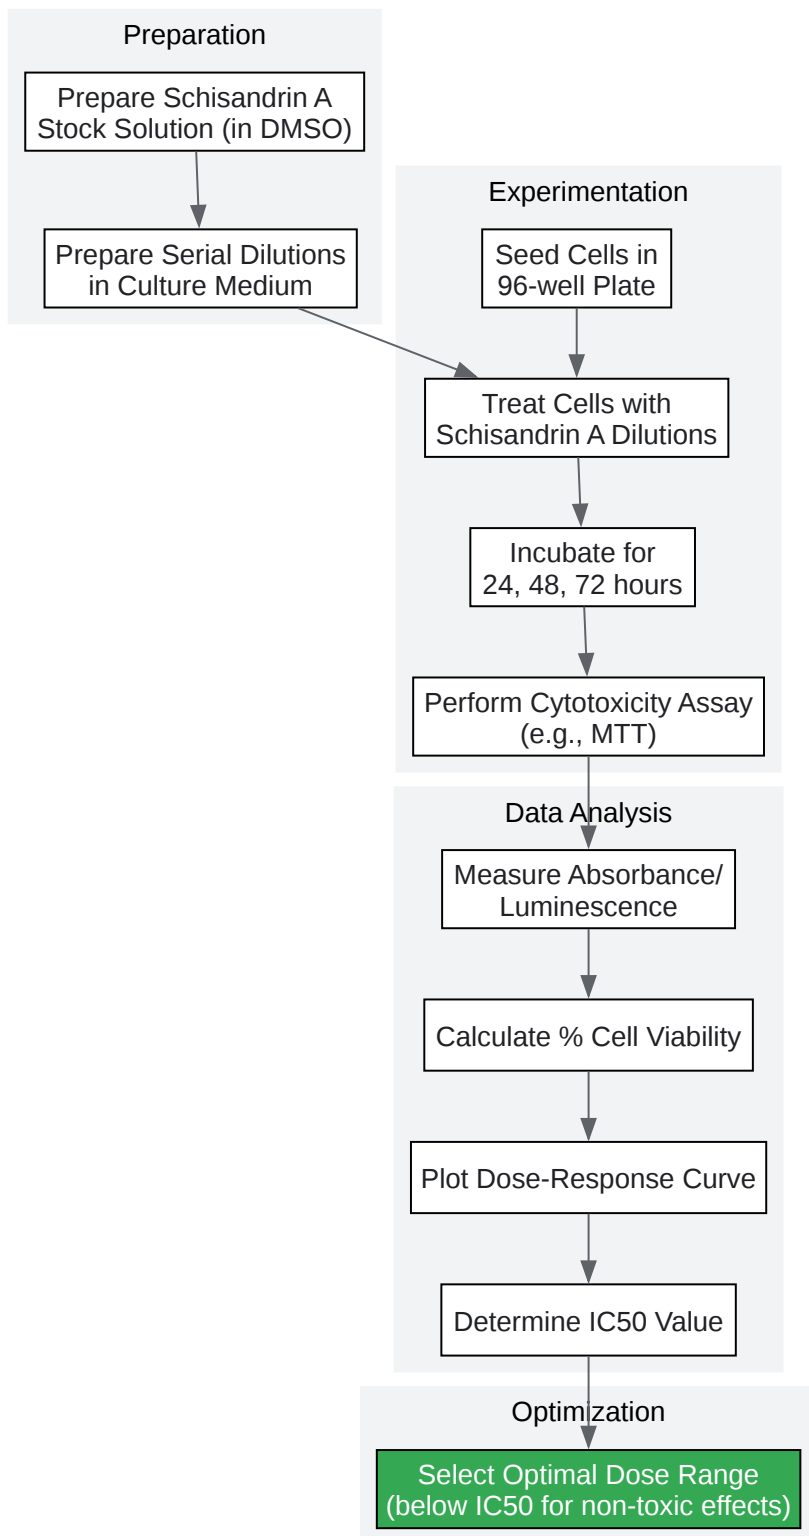 Preparation
Prepare Schisandrin A
Stock Solution (in DMSO)
Prepare Serial Dilutions
in Culture Medium
Experimentation
Seed Cells in
96-well Plate
Treat Cells with
Schisandrin A Dilutions
Incubate for
24, 48, 72 hours
Perform Cytotoxicity Assay
(e.g., MTT)
Data Analysis
Measure Absorbance/
Luminescence
Calculate % Cell Viability
Plot Dose-Response Curve
Determine IC50 Value
Optimization
Select Optimal Dose Range
(below IC50 for non-toxic effects)